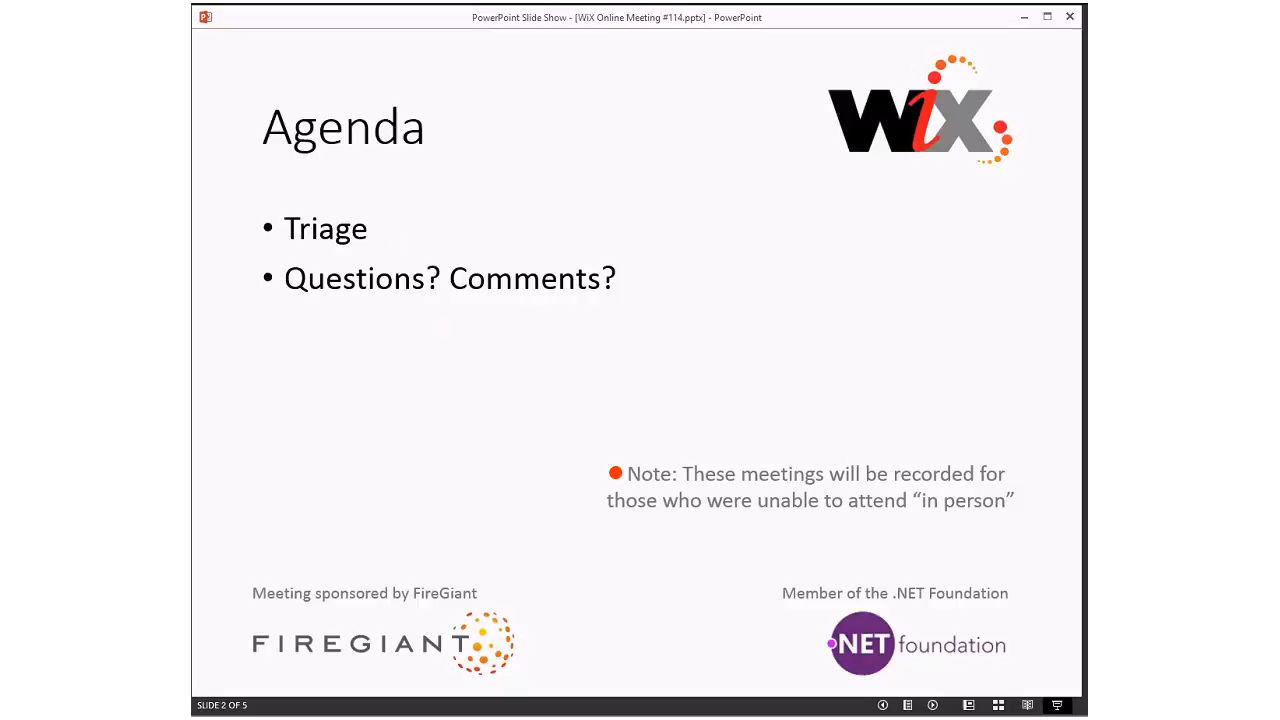 PowerPoint Slide Show - [WiX Online Meeting #114.pptx] - PowerPoint
WiX
Agenda
• Triage
• Questions? Comments?
Note: These meetings will be recorded for
those who were unable to attend “in person”
Meeting sponsored by FireGiant
Member of the .NET Foundation
FIREGIANT
.NET foundation
SLIDE 2 OF 5